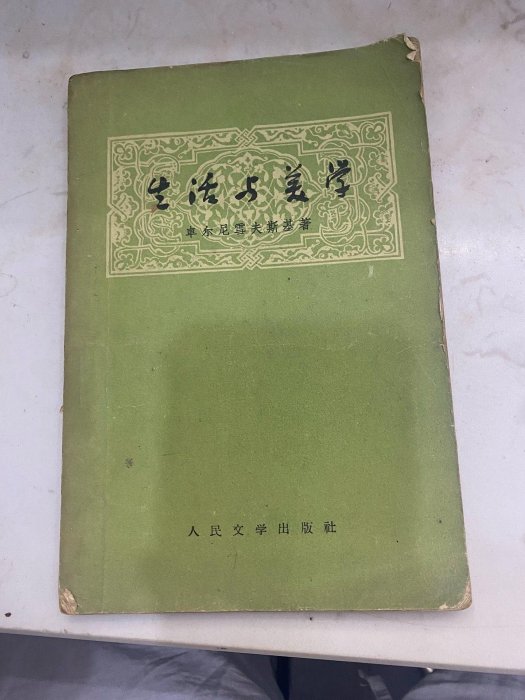 生活与美学
车尔尼雪夫斯基著
人民文学出版社